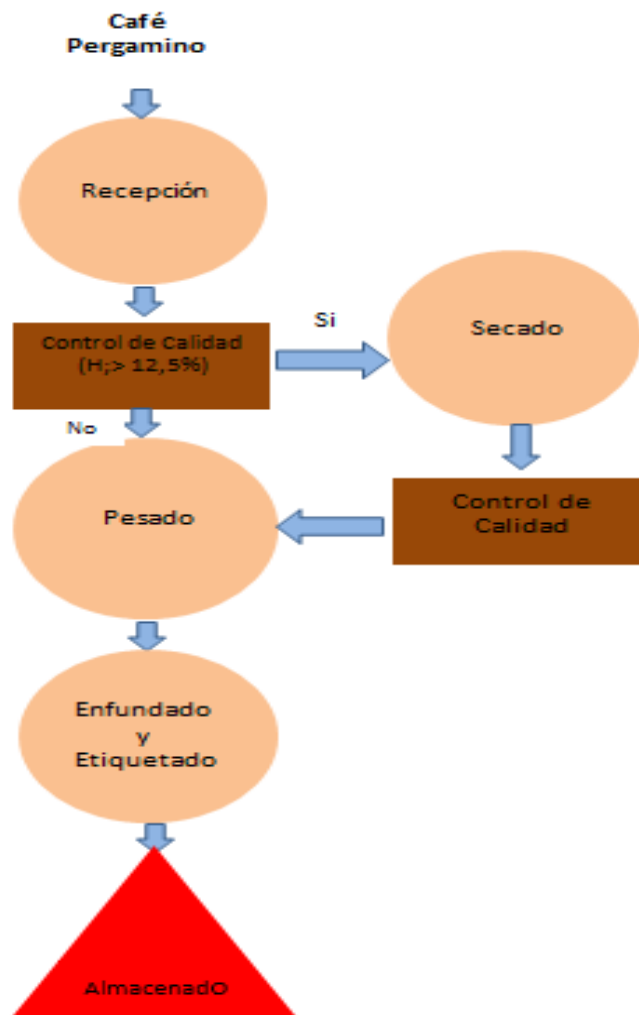 Café
Pergamino
Recepción
Control de Calidad
(H;> 12,5%)
Si
Secado
No
Pesado
Control de
Calidad
Enfundado
y
Etiquetado
AlmacenadO